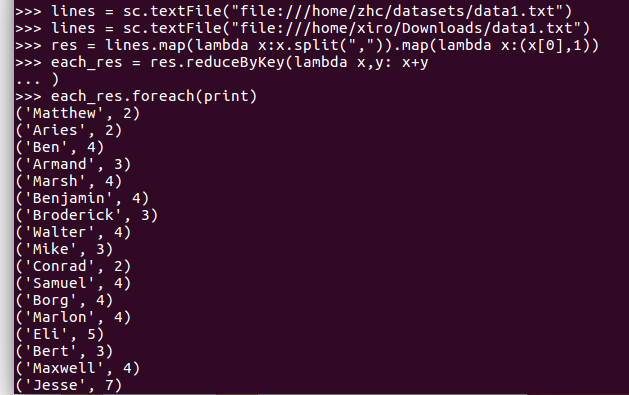 >>> lines = sc.textFile("file:///home/zhc/datasets/data1.txt")
>>> lines = sc.textFile("file:///home/xiro/Downloads/data1.txt")
>>> res = lines.map(lambda x:x.split(",")).map(lambda x:(x[0],1))
>>> each_res = res.reduceByKey(lambda x,y: x+y
... )
>>> each_res.foreach(print)
('Matthew', 2)
('Aries', 2)
('Ben', 4)
('Armand', 3)
('Marsh', 4)
('Benjamin', 4)
('Broderick', 3)
('Walter', 4)
('Mike', 3)
('Conrad', 2)
('Samuel', 4)
('Borg', 4)
('Marlon', 4)
('Eli', 5)
('Bert', 3)
('Maxwell', 4)
('Jesse', 7)